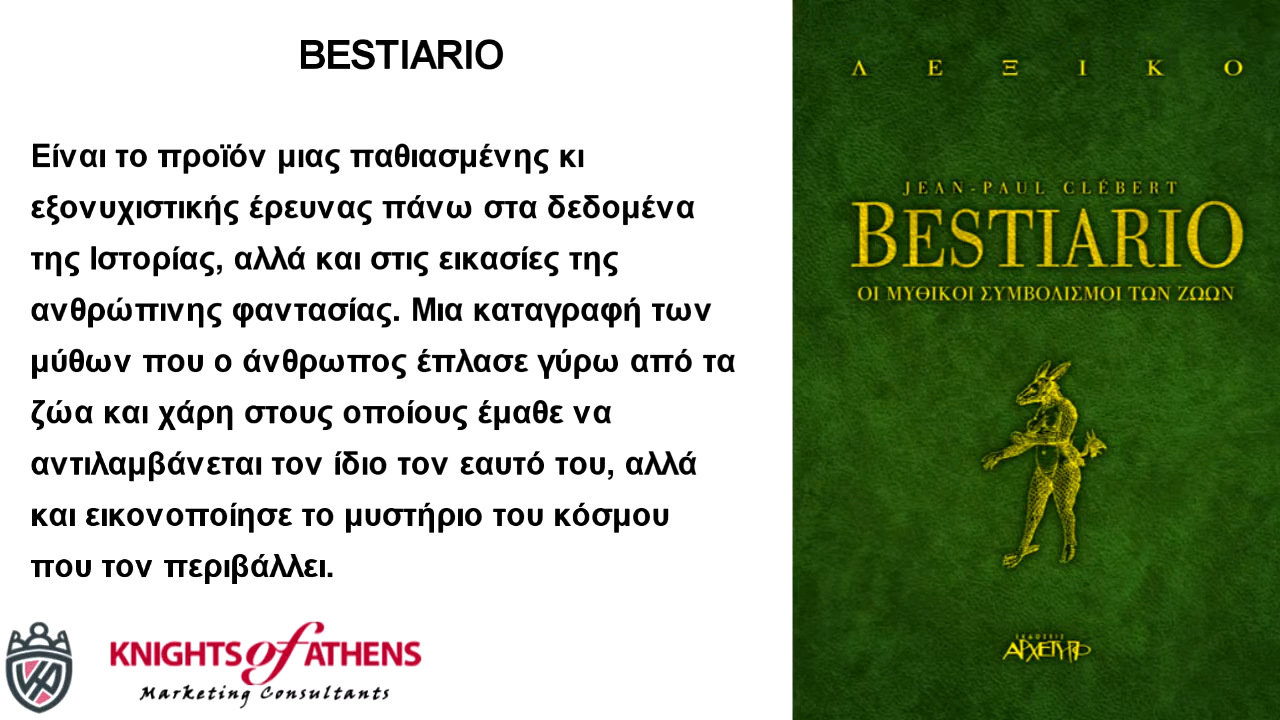 BESTIARIO
Είναι το προϊόν μιας παθιασμένης κι
εξονυχιστικής έρευνας πάνω στα δεδομένα
της Ιστορίας, αλλά και στις εικασίες της
ανθρώπινης φαντασίας. Μια καταγραφή των
μύθων που ο άνθρωπος έπλασε γύρω από τα
ζώα και χάρη στους οποίους έμαθε να
αντιλαμβάνεται τον ίδιο τον εαυτό του, αλλά
και εικονοποίησε το μυστήριο του κόσμου
που τον περιβάλλει.
KNIGHTS of ATHENS
Marketing Consultants
ΛΕΞΙΚΟ
JEAN-PAUL CLÉBERT
BESTIARIO
ΟΙ ΜΥΘΙΚΟΙ ΣΥΜΒΟΛΙΣΜΟΙ ΤΩΝ ΖΩΩΝ
ΕΚΔΟΣΕΙΣ
ΑΡΧΕΤΥΠΟ